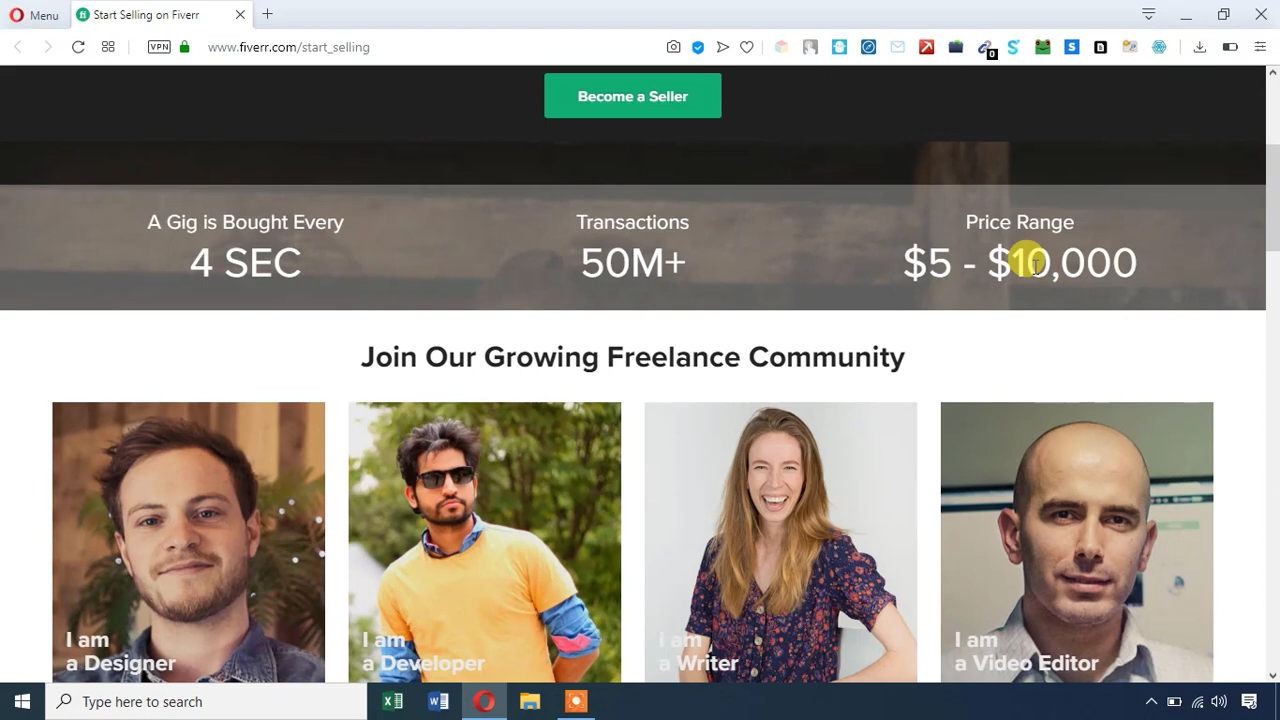 Menu
Start Selling on Fiverr
VPN
www.fiverr.com/start_selling
0
Become a Seller
A Gig is Bought Every
4 SEC
Transactions
50M+
Price Range
$5 - $10,000
Join Our Growing Freelance Community
I am
a Designer
I am
a Developer
I am
a Writer
I am
a Video Editor
Type here to search